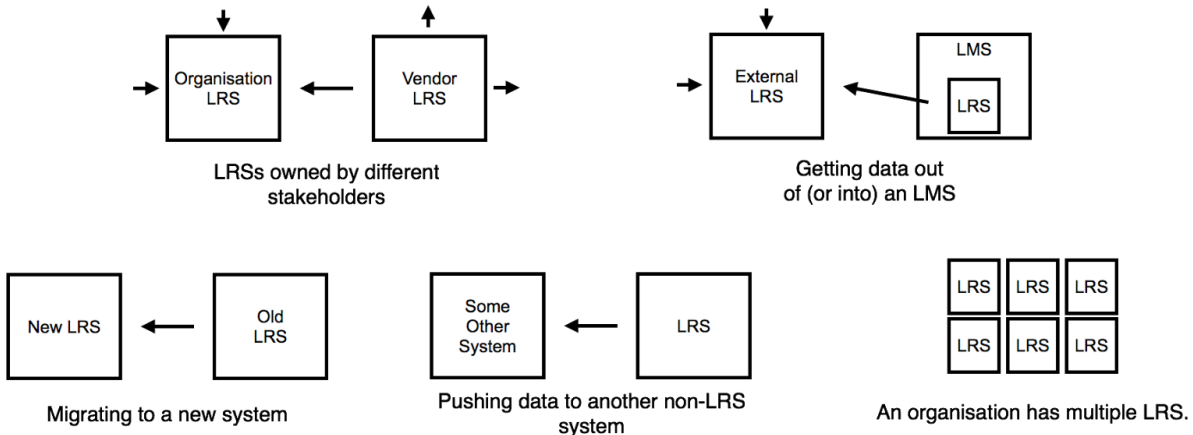 Organisation
LRS
Vendor
LRS
LRSs owned by different
stakeholders
External
LRS
LMS
LRS
Getting data out
of (or into) an LMS
New LRS
Old
LRS
Migrating to a new system
Some
Other
System
LRS
Pushing data to another non-LRS
system
LRS LRS LRS
LRS LRS LRS
An organisation has multiple LRS.